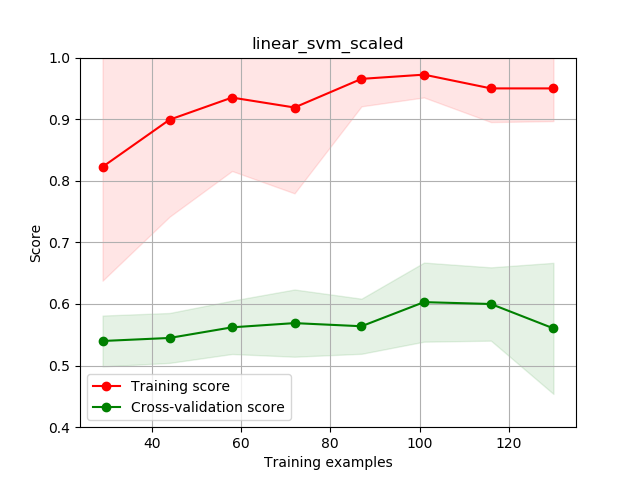 linear_svm_scaled
1.0
0.9
0.8
0.7
0.6
0.5
0.4
Score
Training score
Cross-validation score
40 60 80 100 120
Training examples